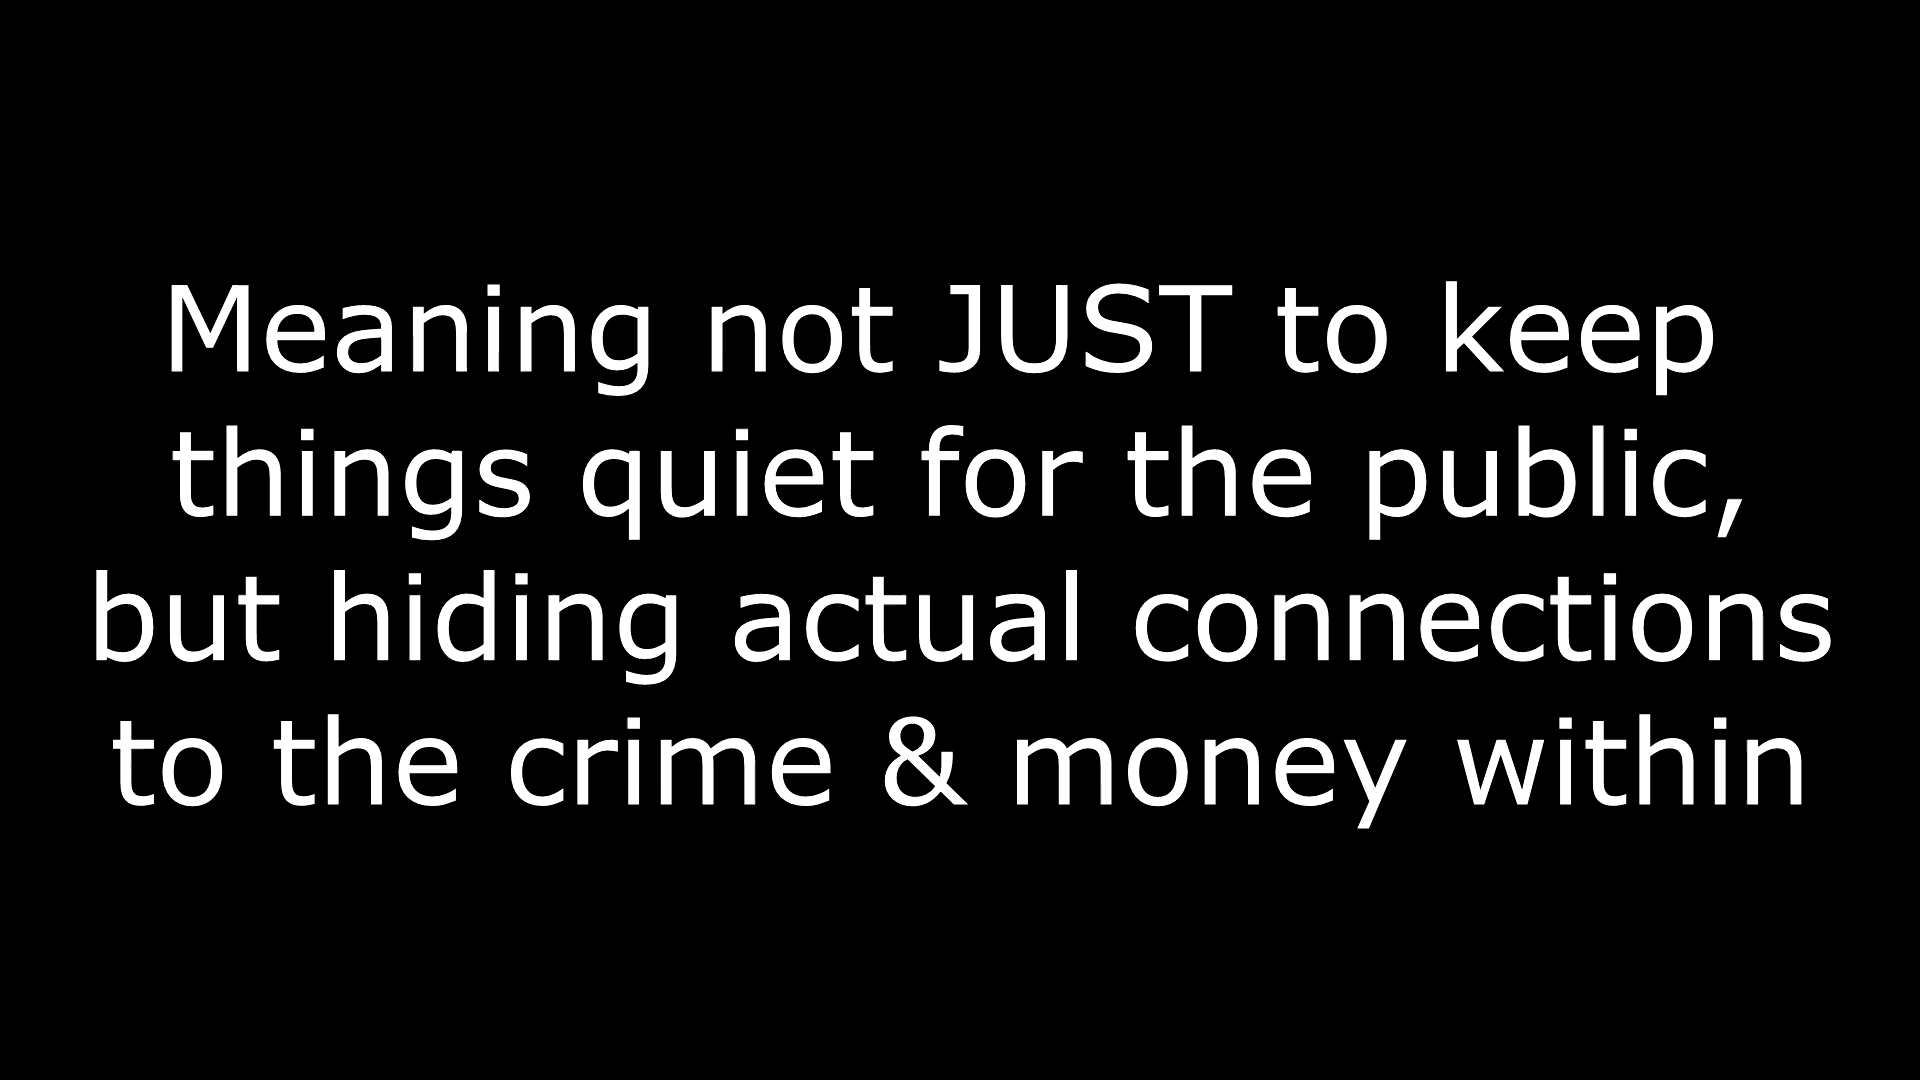 Meaning not JUST to keep
things quiet for the public,
but hiding actual connections
to the crime & money within